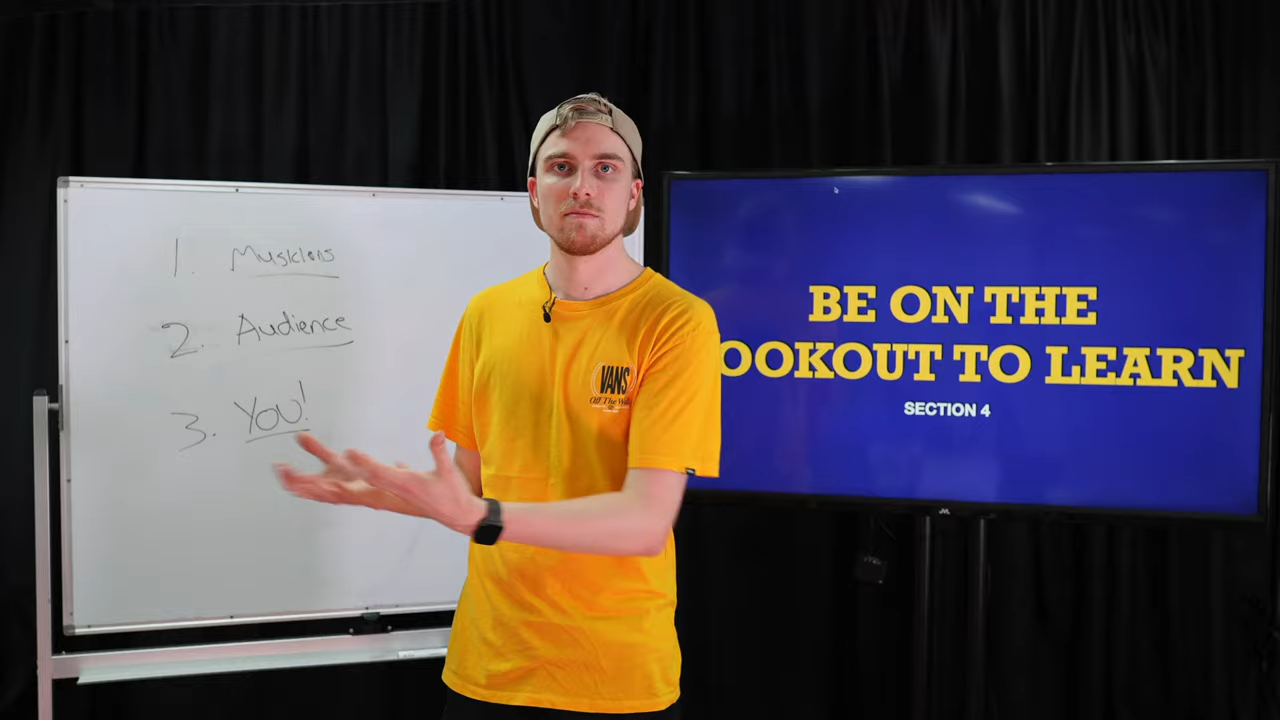 1. Musicians
2. Audience
3. YOU!
VANS
Off The Wall
BE ON THE
OOKOUT TO LEARN
SECTION 4